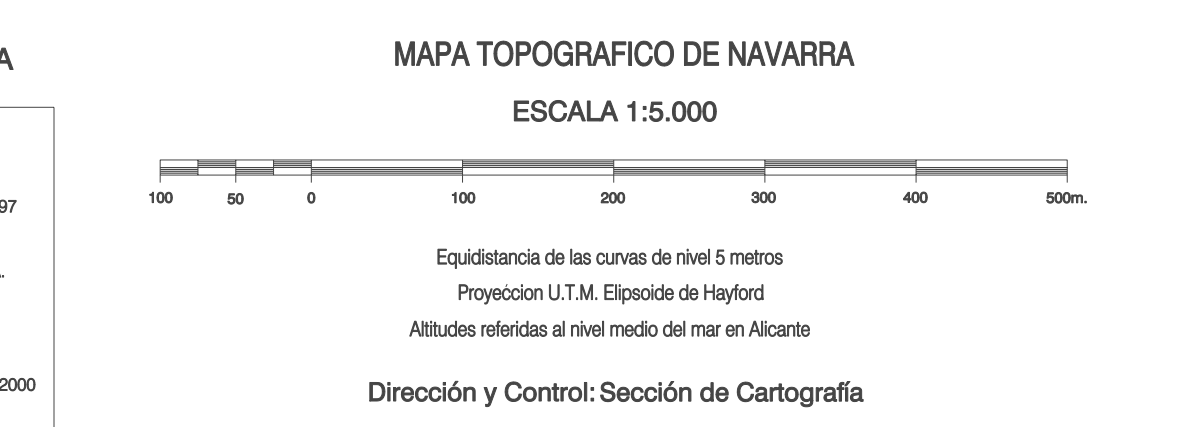 A
MAPA TOPOGRAFICO DE NAVARRA
ESCALA 1:5.000
100 50 0 100 200 300 400 500m.
97
Equidistancia de las curvas de nivel 5 metros
Proyeććion U.T.M. Elipsoide de Hayford
Altitudes referidas al nivel medio del mar en Alicante
2000
Dirección y Control: Sección de Cartografía